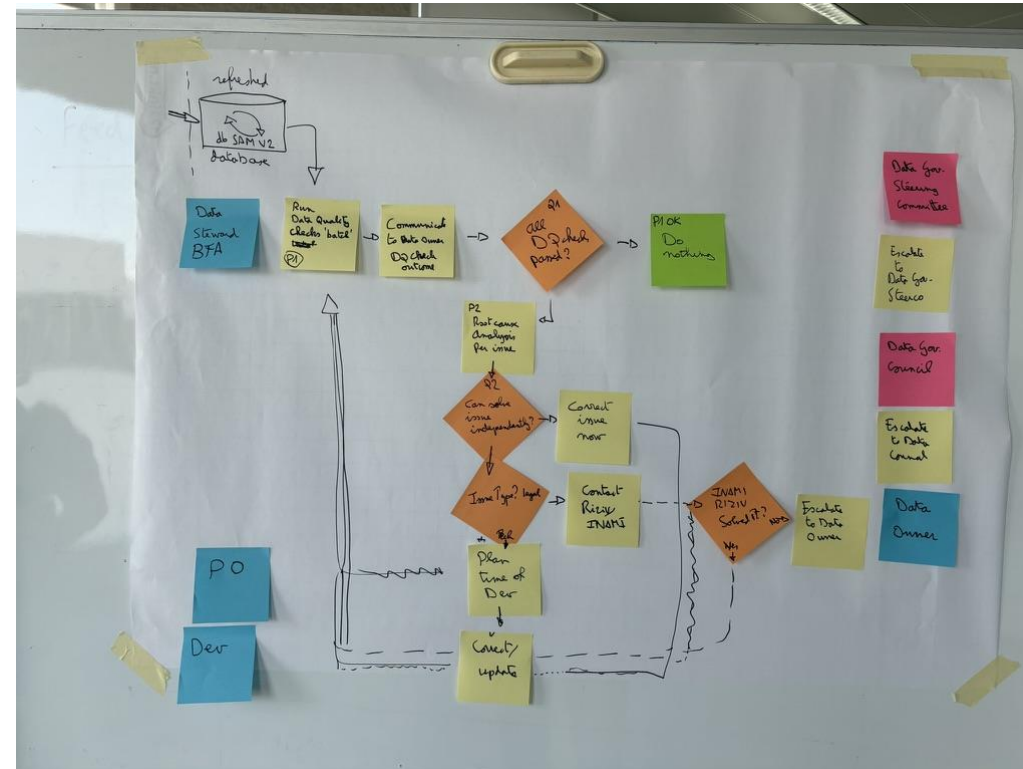 refreshed
db SAM V2
database
Data
Steward
BFA
Run
Data Quality
Checks 'batch'
P1
Communicate
to Data Owner
DQ check
outcome
Q1
all
DQ check
passed?
P1 OK
Do
nothing
Data Gov.
Steering
Committee
Escalate
to
Data Gov.
Steerco
P2
Root cause
Analysis
per issue
Data Gov.
Council
Q2
Can solve
issue
independently?
Correct
issue
now
Escalate
to Data
Council
Issue Type? legal
Contact
Riziv
INAMI
INAMI
RIZIV
Solved it?
Yes
Escalate
to Data
Owner
Data
Owner
PO
Plan
time of
Dev
Dev
Correct/
update